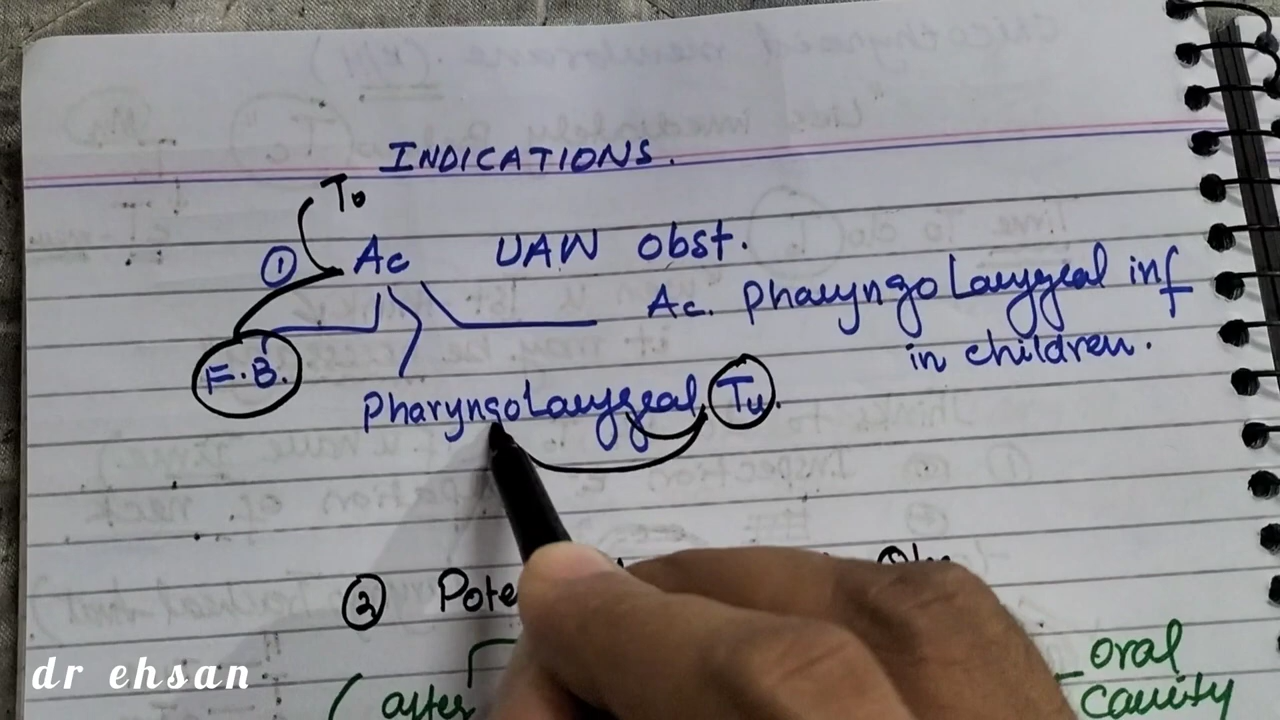 INDICATIONS.
To
① Ac UAW obst.
Ac. PharyngoLaryngeal inf
in children.
F.B.
PharyngoLaryngeal Tu.
② Pote
after
oral
cavity
dr ehsan